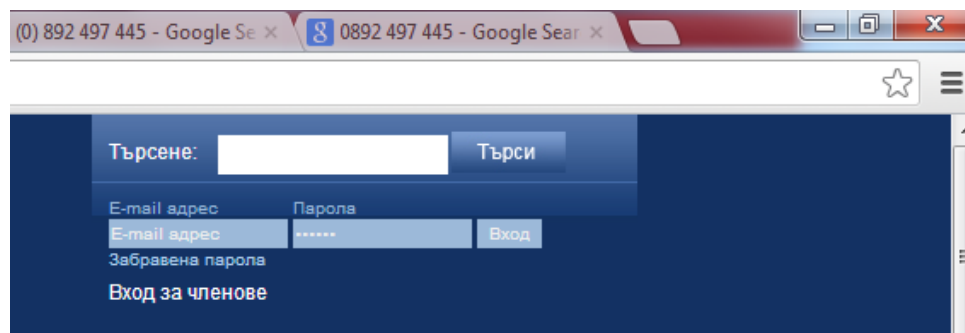 (0) 892 497 445 - Google Se
0892 497 445 - Google Sear
Търсене:
Търси
E-mail адрес Парола
E-mail адрес •••••• Вход
Забравена парола
Вход за членове